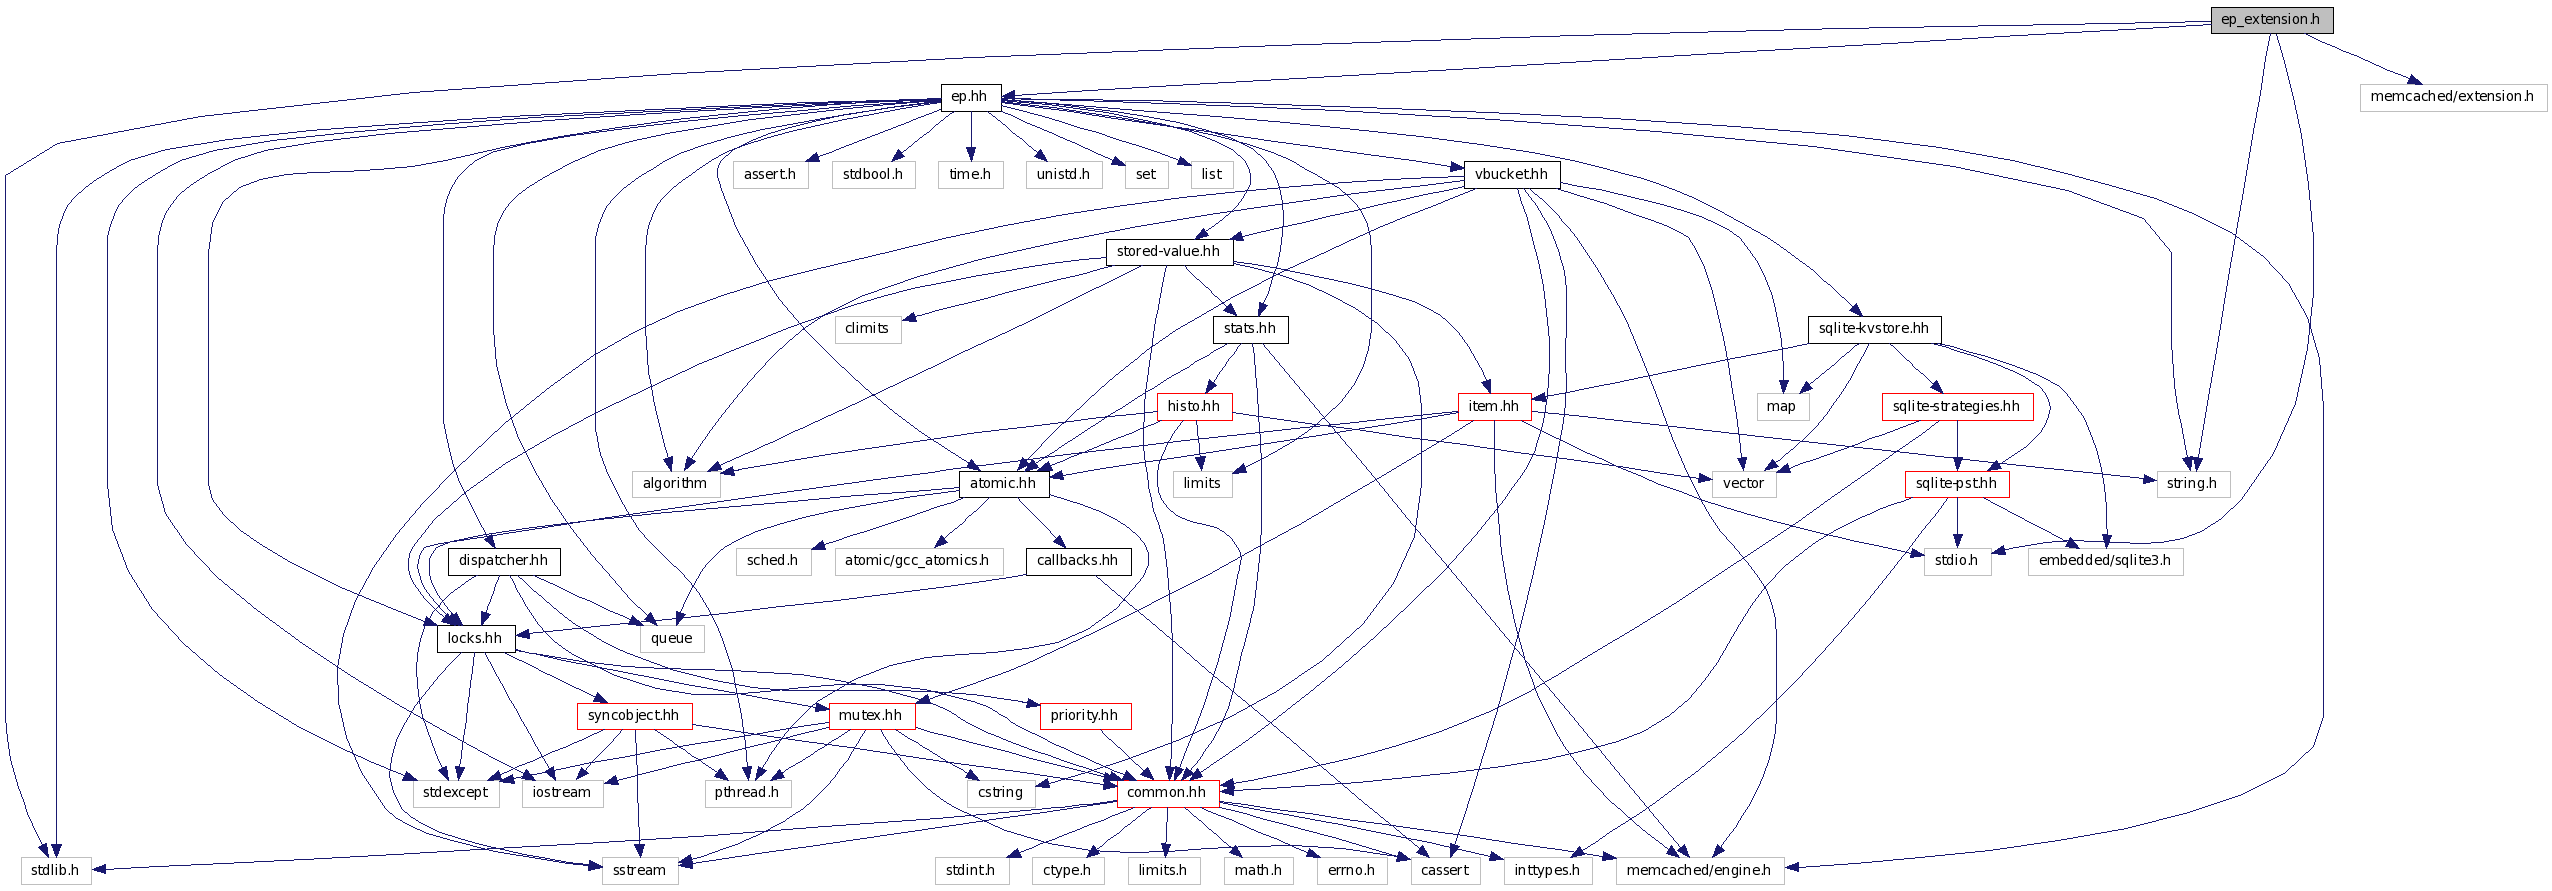 ep_extension.h
ep.hh
memcached/extension.h
assert.h
stdbool.h
time.h
unistd.h
set
list
vbucket.hh
stored-value.hh
climits
stats.hh
sqlite-kvstore.hh
histo.hh
item.hh
map
sqlite-strategies.hh
algorithm
atomic.hh
limits
vector
sqlite-pst.hh
string.h
dispatcher.hh
sched.h
atomic/gcc_atomics.h
callbacks.hh
stdio.h
embedded/sqlite3.h
locks.hh
queue
syncobject.hh
mutex.hh
priority.hh
stdexcept
iostream
pthread.h
cstring
common.hh
stdlib.h
sstream
stdint.h
ctype.h
limits.h
math.h
errno.h
cassert
inttypes.h
memcached/engine.h